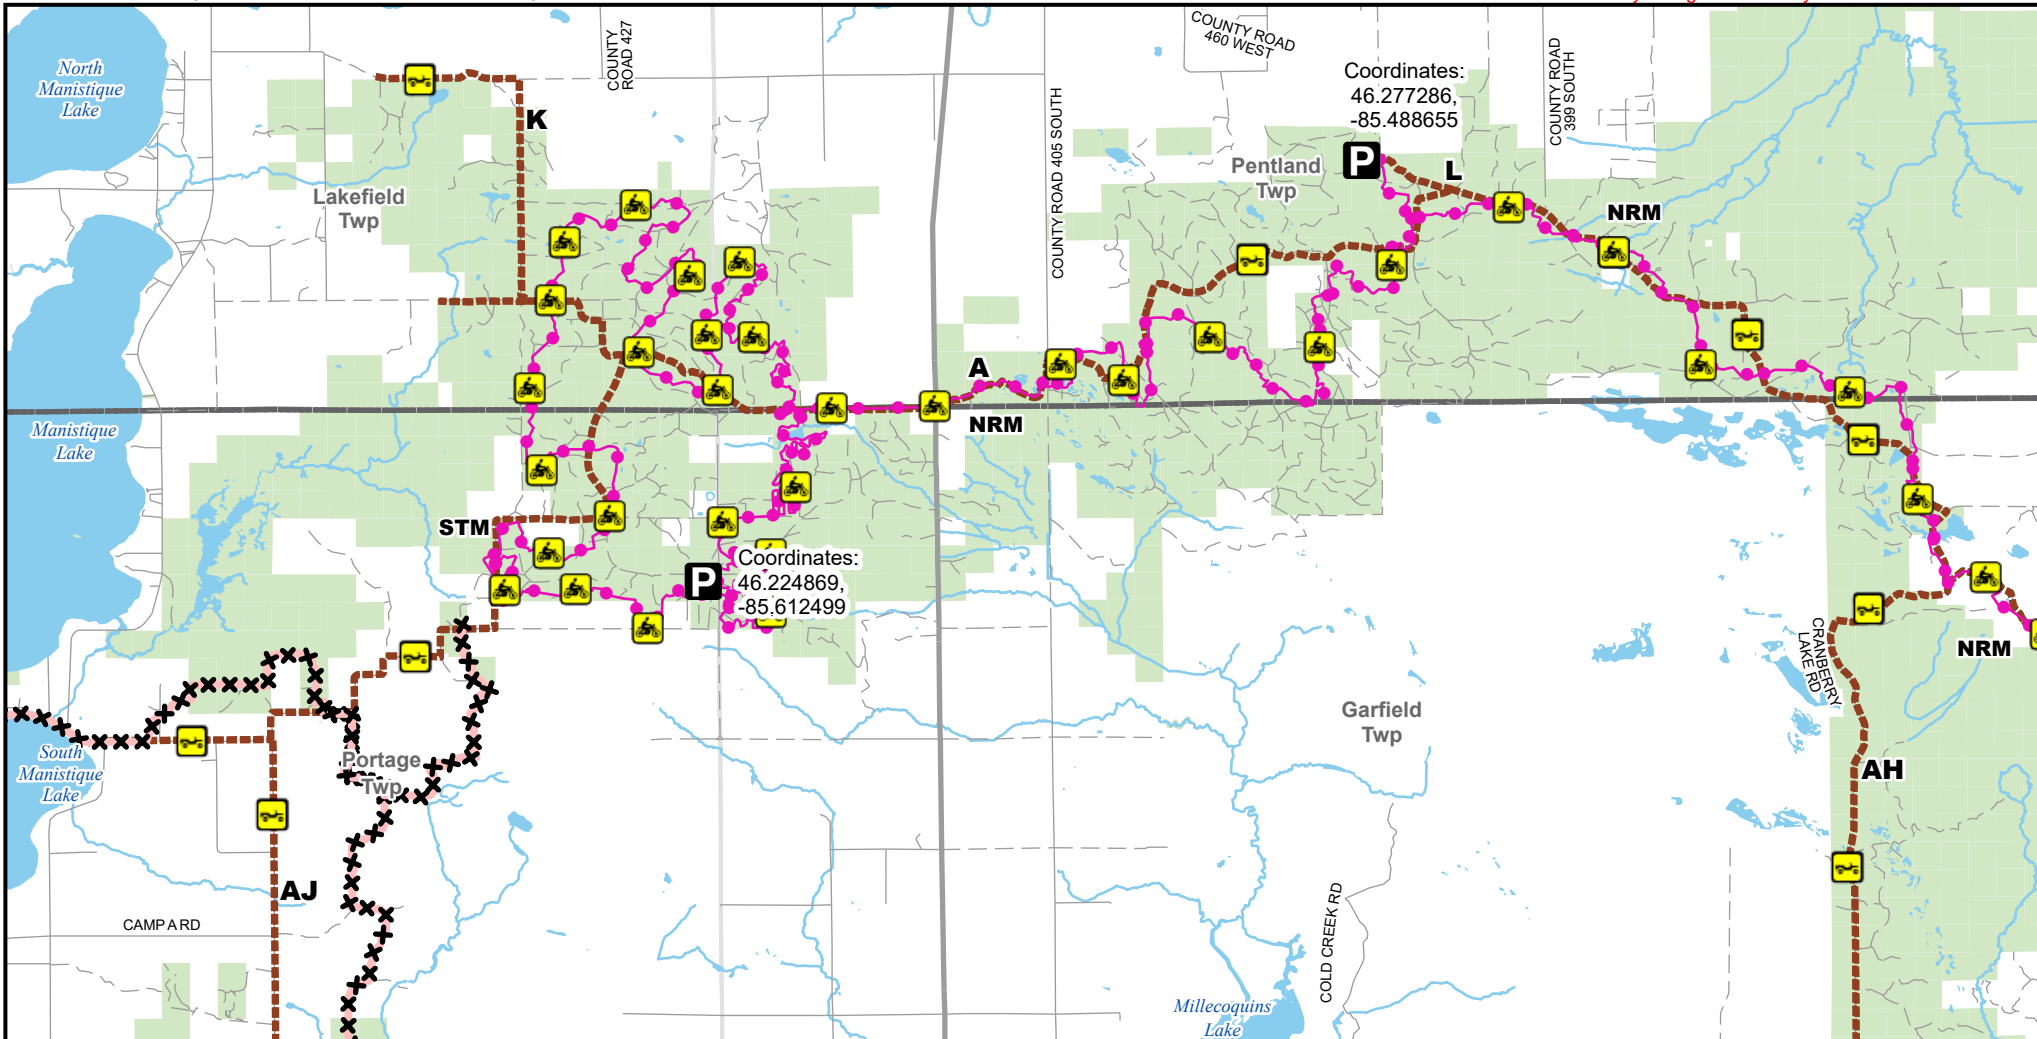 North
Manistique
Lake
K
COUNTY
ROAD 427
COUNTY ROAD
460 WEST
COUNTY ROAD
399 SOUTH
Coordinates:
46.277286,
-85.488655
COUNTY ROAD 405 SOUTH
Pentland
Twp
P
L
Lakefield
Twp
NRM
A
NRM
Manistique
Lake
STM
Coordinates:
46.224869,
-85.612499
P
CRANBERRY
LAKE RD
NRM
Garfield
Twp
South
Manistique
Lake
Portage
Twp
AH
AJ
CAMP A RD
COLD CREEK RD
Millecoquins
Lake